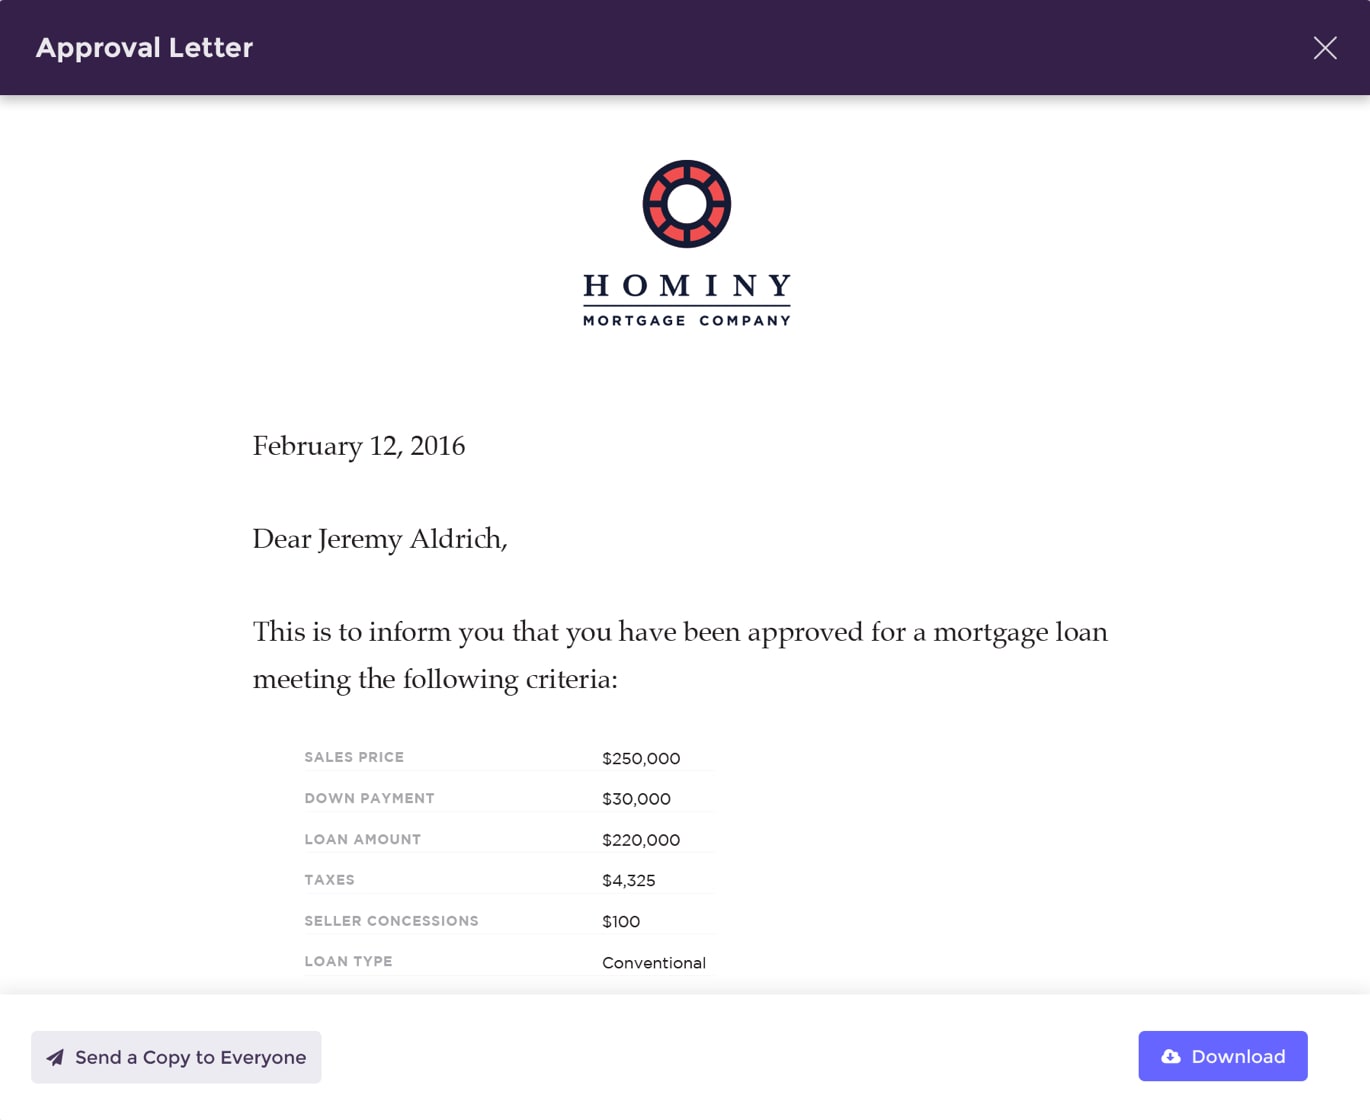 Approval Letter
HOMINY
MORTGAGE COMPANY
February 12, 2016
Dear Jeremy Aldrich,
This is to inform you that you have been approved for a mortgage loan
meeting the following criteria:
SALES PRICE $250,000
DOWN PAYMENT $30,000
LOAN AMOUNT $220,000
TAXES $4,325
SELLER CONCESSIONS $100
LOAN TYPE Conventional
Send a Copy to Everyone Download